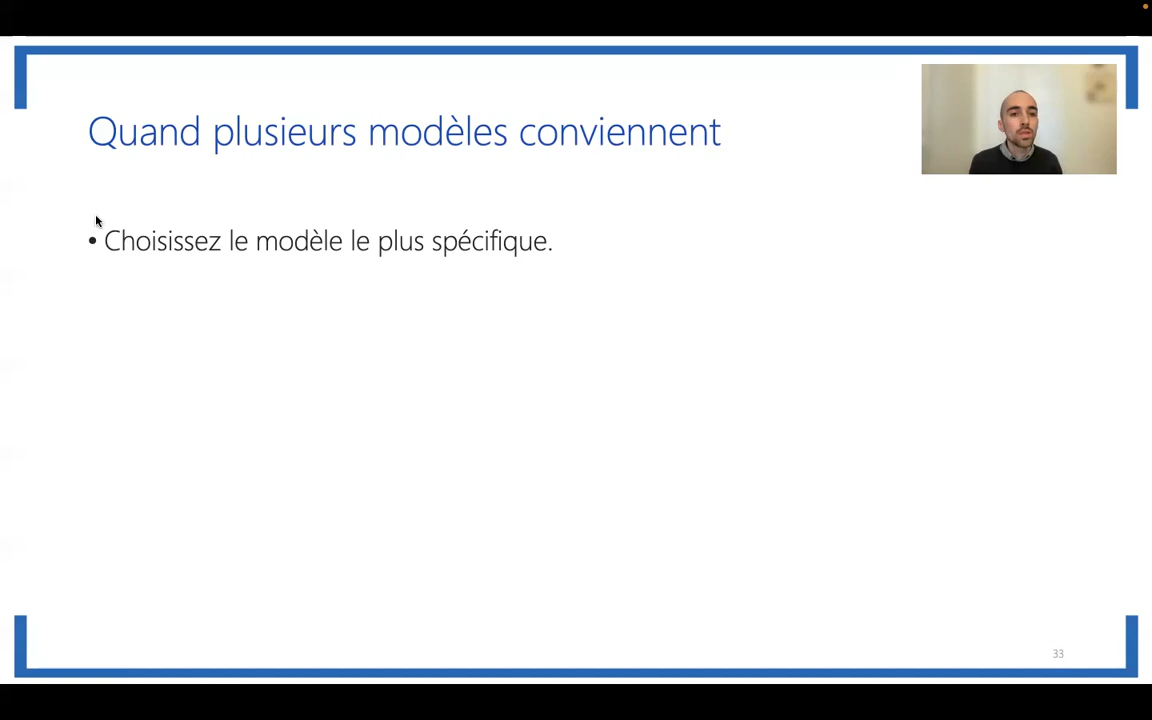 Quand plusieurs modèles conviennent
• Choisissez le modèle le plus spécifique.
33